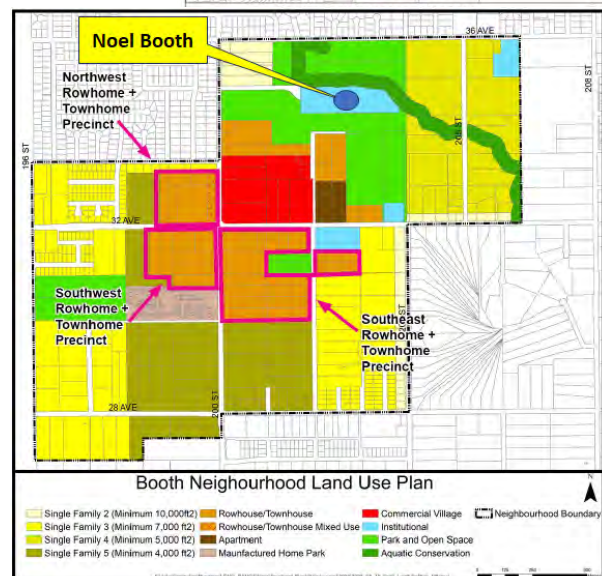 36 AVE
Noel Booth
Northwest
Rowhome +
Townhome
Precinct
208 ST
206 ST
196 ST
32 AVE
Southwest
Rowhome +
Townhome
Precinct
Southeast
Rowhome +
Townhome
Precinct
28 AVE
200 ST
Booth Neighourhood Land Use Plan
Single Family 2 (Minimum 10,000ft2)
Single Family 3 (Minimum 7,000 ft2)
Single Family 4 (Minimum 5,000 ft2)
Single Family 5 (Minimum 4,000 ft2)
Rowhouse/Townhouse
Rowhouse/Townhouse Mixed Use
Apartment
Maunfactured Home Park
Commercial Village
Institutional
Park and Open Space
Aquatic Conservation
Neighbourhood Boundary